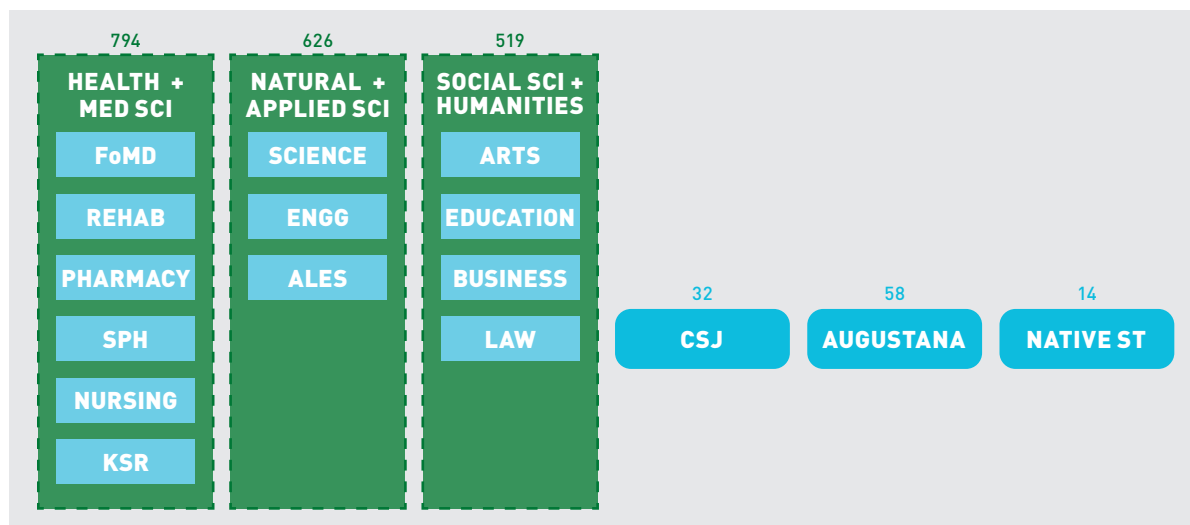 794
HEALTH +
MED SCI
FoMD
REHAB
PHARMACY
SPH
NURSING
KSR
626
NATURAL +
APPLIED SCI
SCIENCE
ENGG
ALES
519
SOCIAL SCI +
HUMANITIES
ARTS
EDUCATION
BUSINESS
LAW
32
CSJ
58
AUGUSTANA
14
NATIVE ST